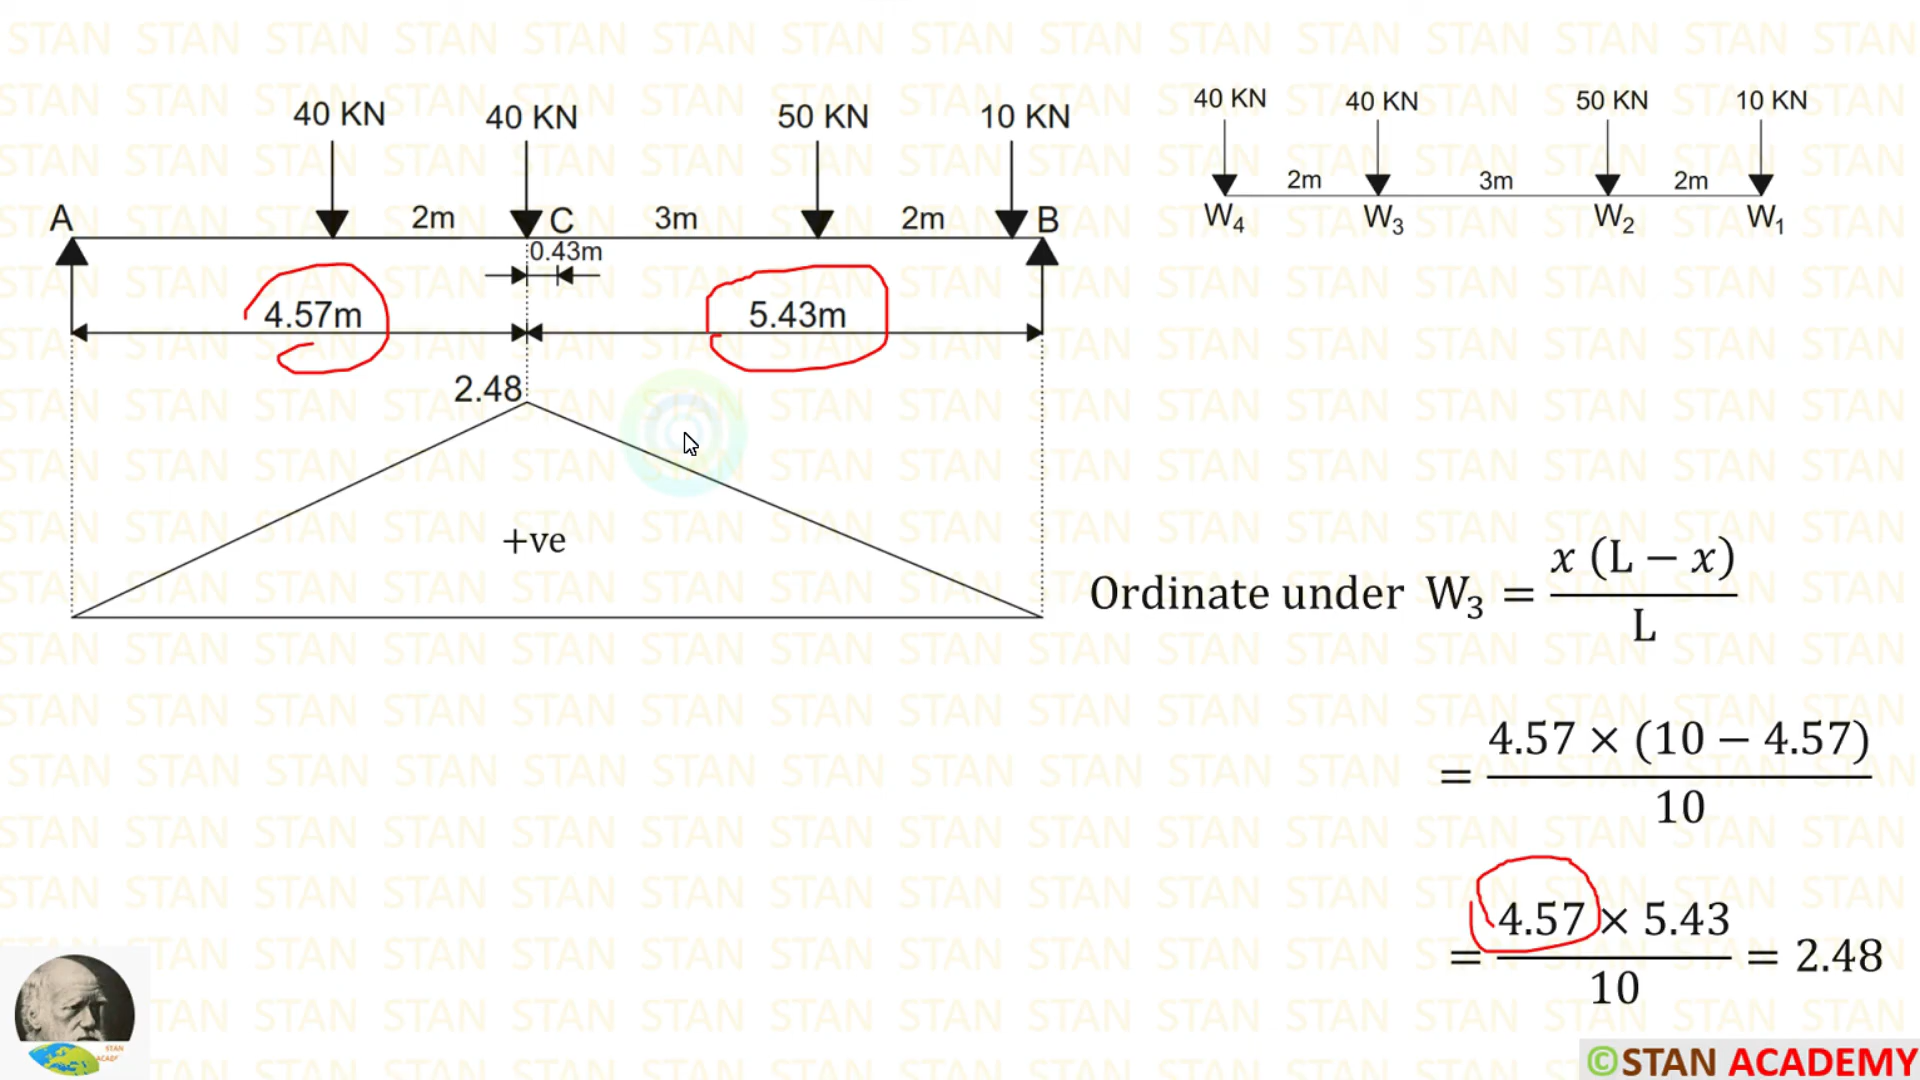 40 KN 40 KN 50 KN 10 KN
A 2m C 3m 2m B
0.43m
4.57m 5.43m
2.48
+ve
40 KN 40 KN 50 KN 10 KN
2m 3m 2m
W4 W3 W2 W1
Ordinate under W3 = x (L − x) / L
= 4.57 × (10 − 4.57) / 10
= 4.57 × 5.43 / 10 = 2.48
STAN
©STAN ACADEMY